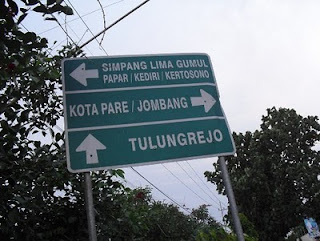 SIMPANG LIMA GUMUL
PAPAR / KEDIRI / KERTOSONO
KOTA PARE / JOMBANG
TULUNGREJO